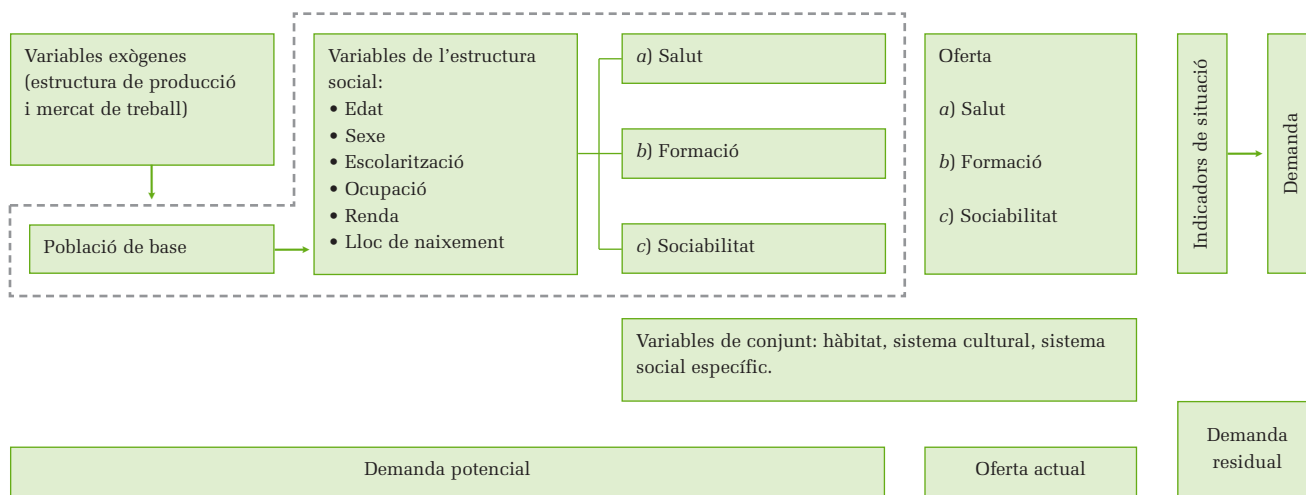 Variables exògenes
(estructura de producció
i mercat de treball)
Població de base
Variables de l’estructura
social:
• Edat
• Sexe
• Escolarització
• Ocupació
• Renda
• Lloc de naixement
a) Salut
b) Formació
c) Sociabilitat
Oferta
a) Salut
b) Formació
c) Sociabilitat
Indicadors de situació
Demanda
Variables de conjunt: hàbitat, sistema cultural, sistema
social específic.
Demanda potencial
Oferta actual
Demanda
residual